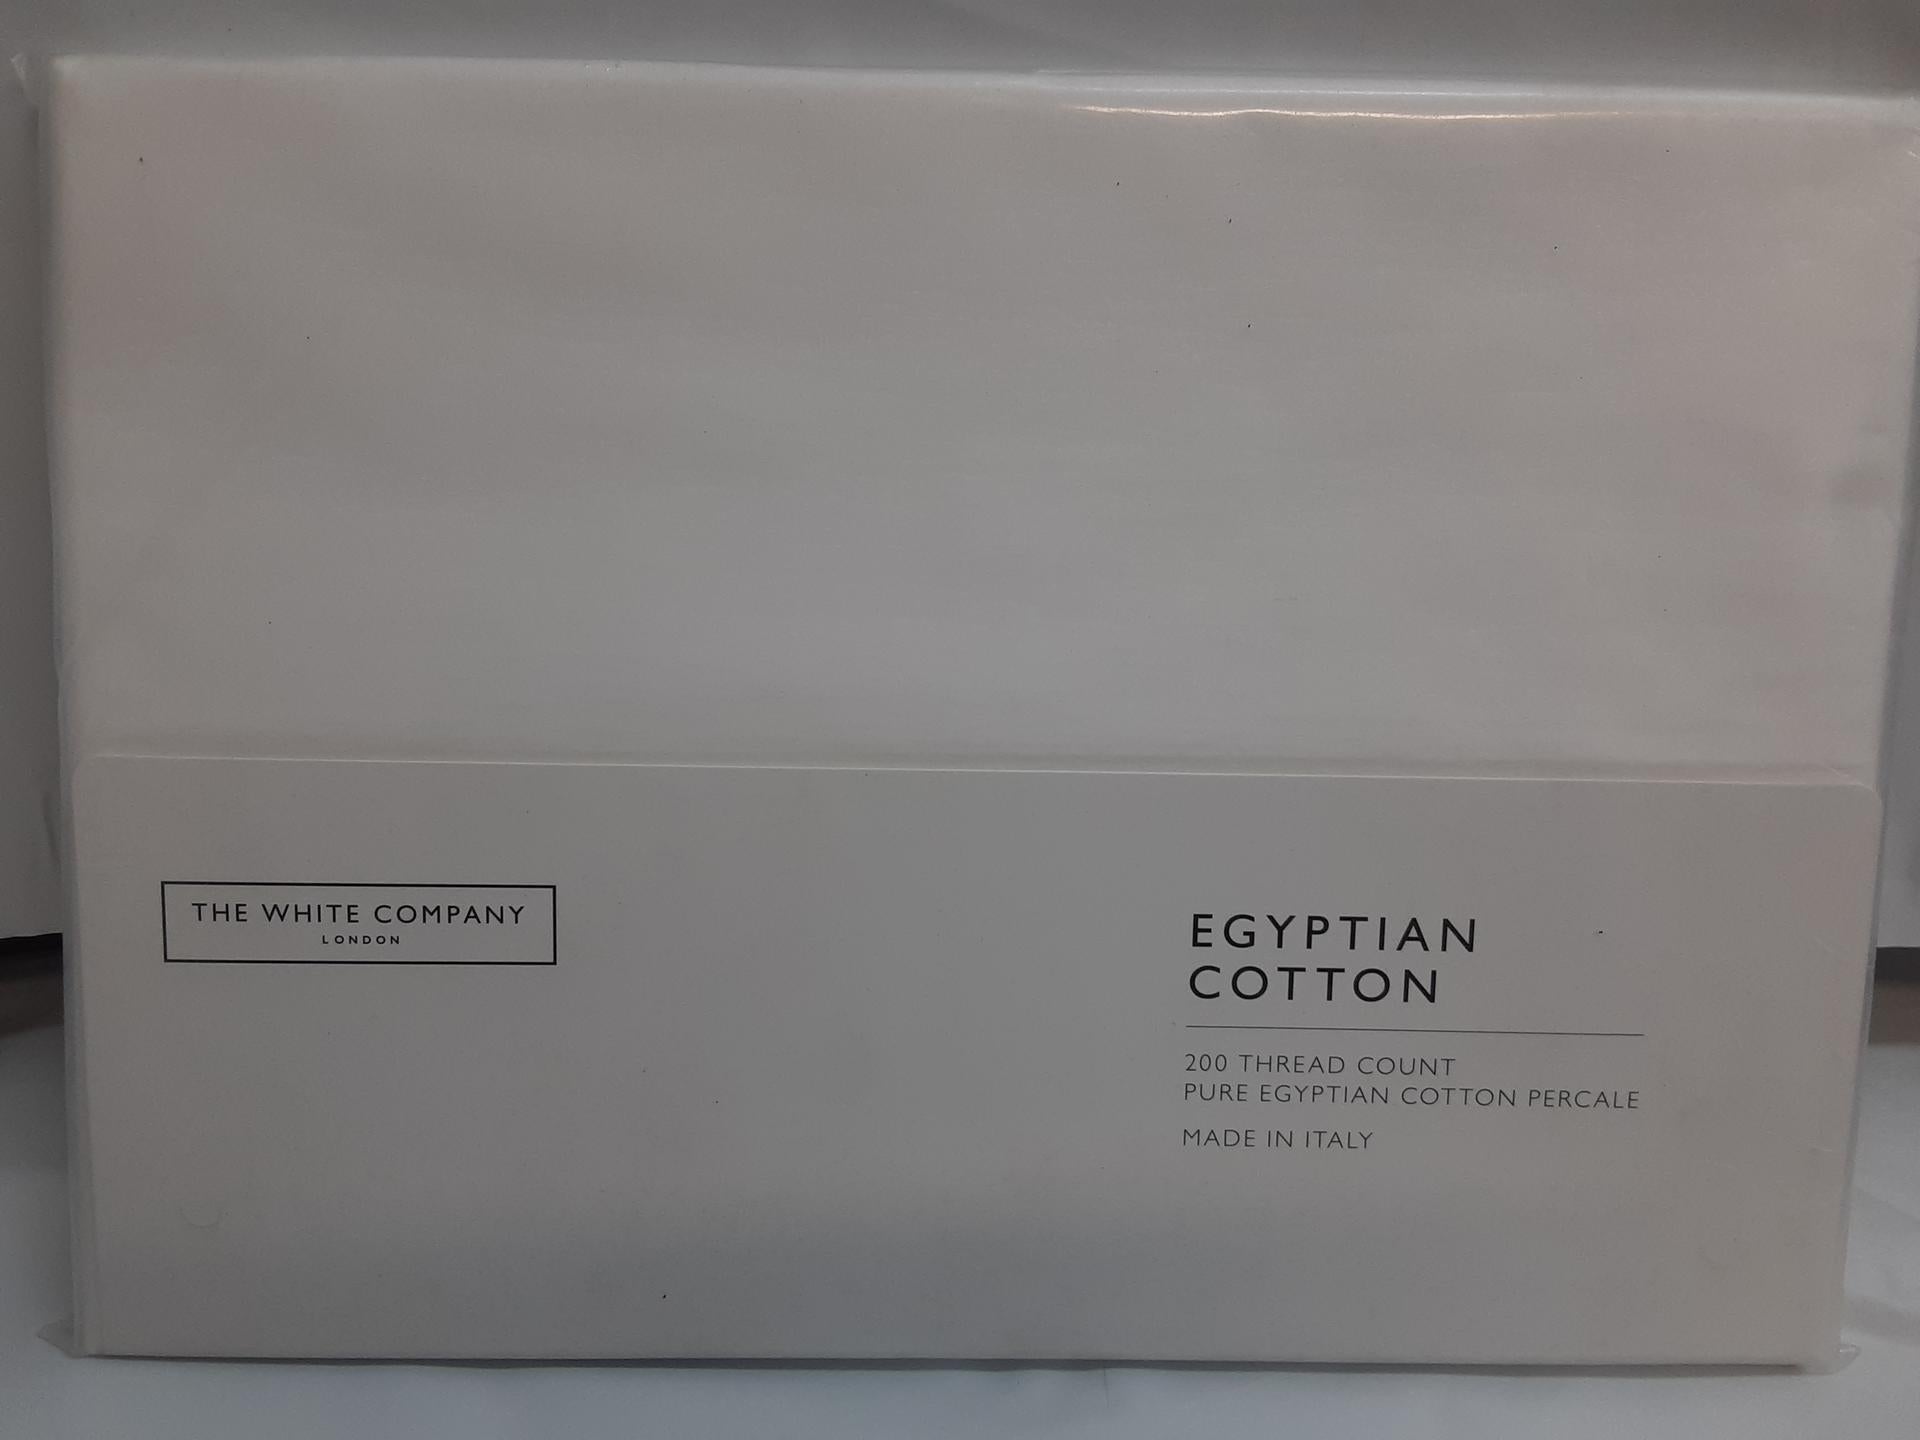 THE WHITE COMPANY
LONDON
EGYPTIAN
COTTON
200 THREAD COUNT
PURE EGYPTIAN COTTON PERCALE
MADE IN ITALY